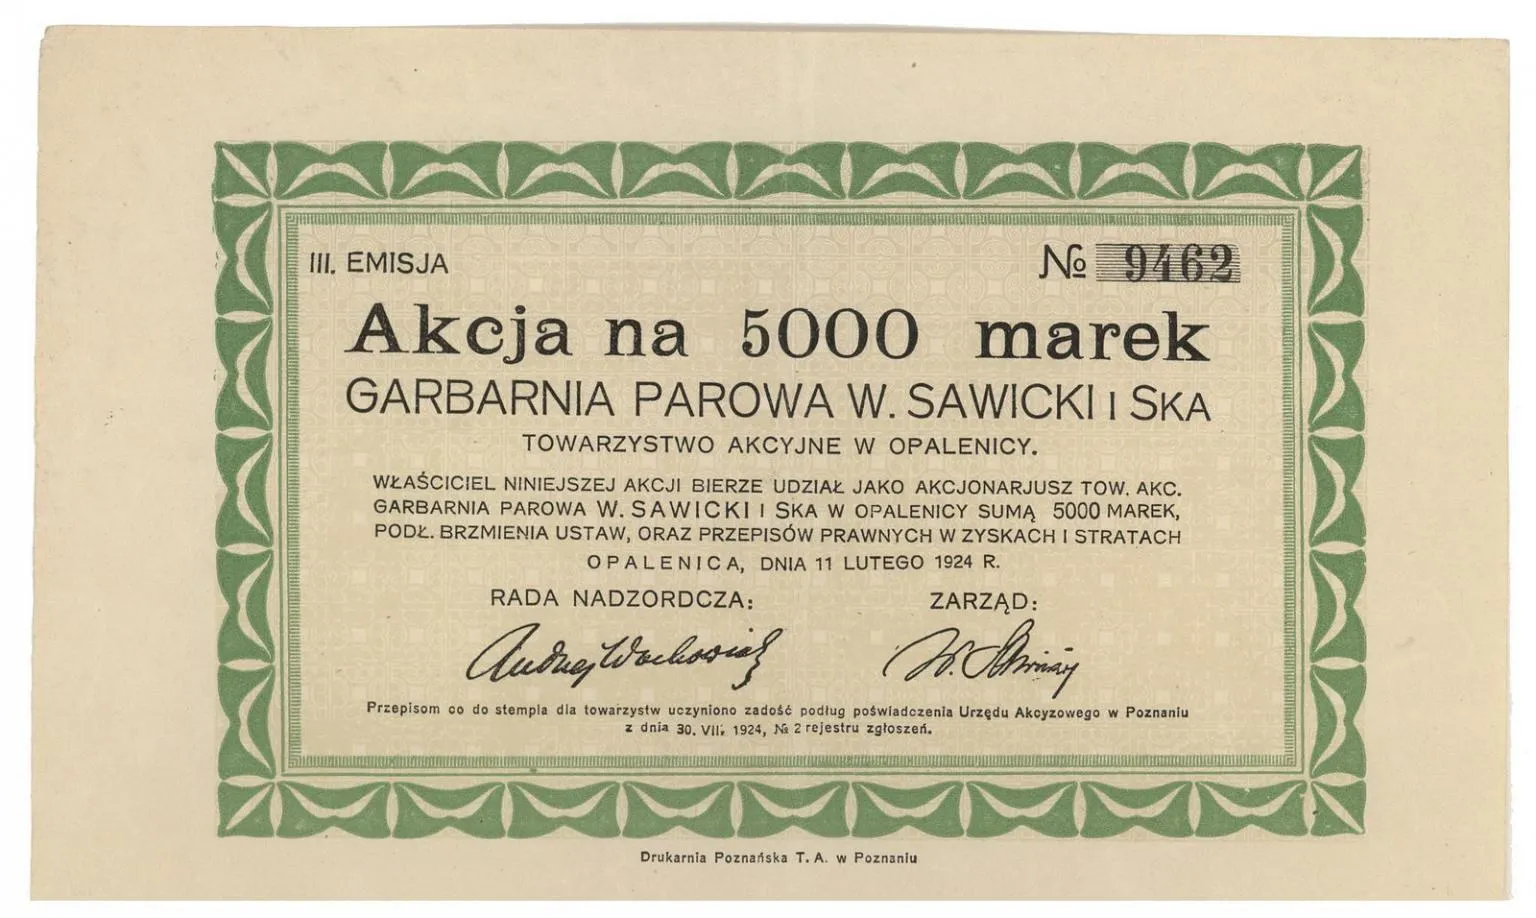 III. EMISJA
№ 9462
Akcja na 5000 marek
GARBARNIA PAROWA W. SAWICKI I SKA
TOWARZYSTWO AKCYJNE W OPALENICY.
WŁAŚCICIEL NINIEJSZEJ AKCJI BIERZE UDZIAŁ JAKO AKCJONARJUSZ TOW. AKC.
GARBARNIA PAROWA W. SAWICKI I SKA W OPALENICY SUMĄ 5000 MAREK,
PODŁ. BRZMIENIA USTAW, ORAZ PRZEPISÓW PRAWNYCH W ZYSKACH I STRATACH
OPALENICA, DNIA 11 LUTEGO 1924 R.
RADA NADZORDCZA:
ZARZĄD:
Andrzej Wachowiak
W.
Przepisom co do stempla dla towarzystw uczyniono zadość podług poświadczenia Urzędu Akcyzowego w Poznaniu
z dnia 30. VII. 1924, № 2 rejestru zgłoszeń.
Drukarnia Poznańska T. A. w Poznaniu